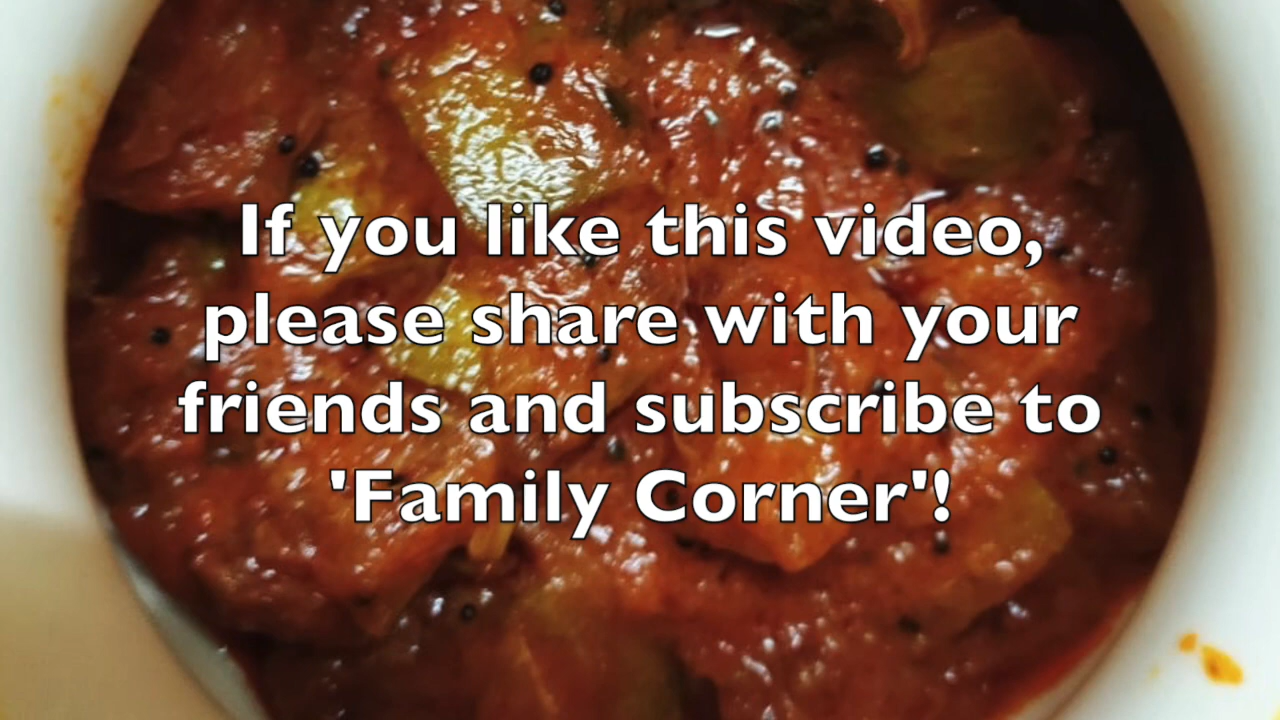 If you like this video,
please share with your
friends and subscribe to
'Family Corner'!